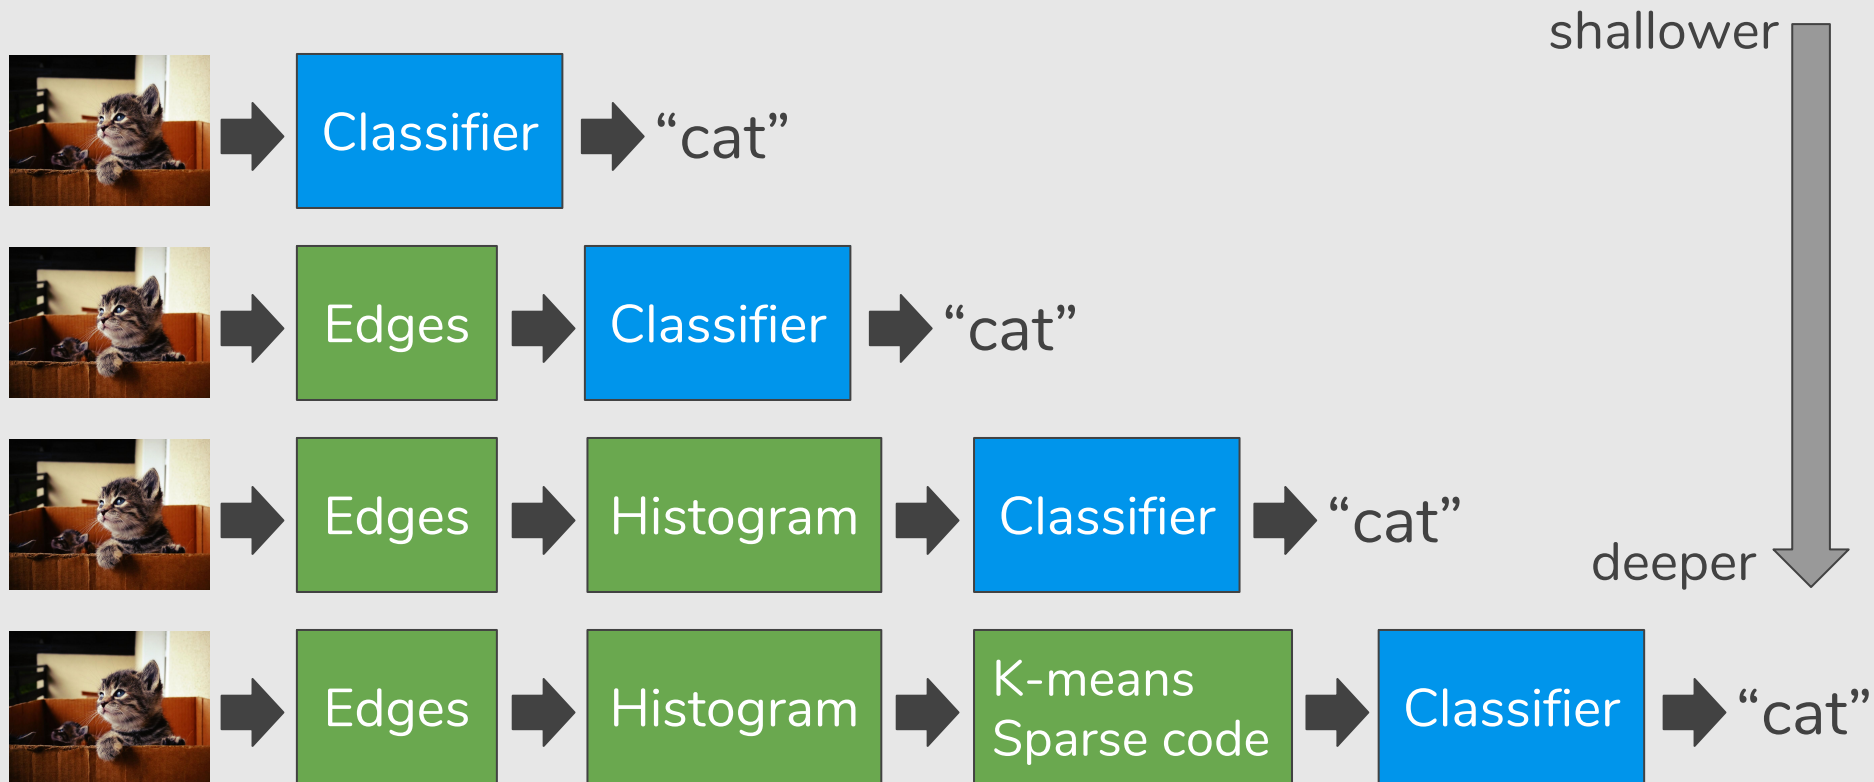 shallower
Classifier
“cat”
Edges
Classifier
“cat”
Edges
Histogram
Classifier
“cat”
deeper
Edges
Histogram
K-means
Sparse code
Classifier
“cat”